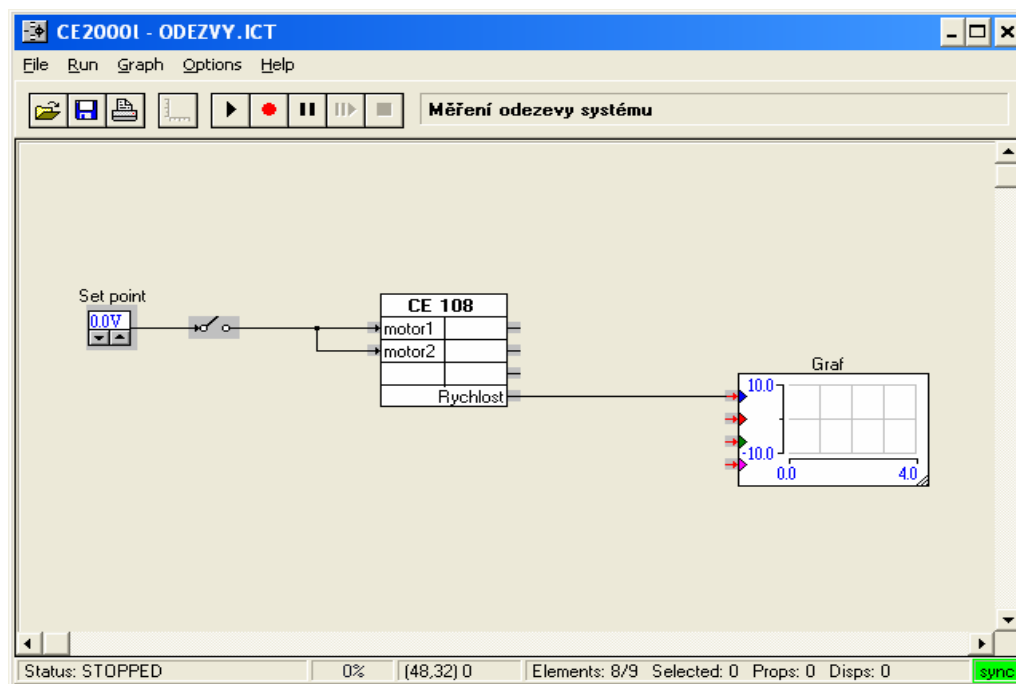 CE2000l - ODEZVY.ICT
File Run Graph Options Help
Měření odezevy systému
Set point
0.0V
CE 108
motor1
motor2
Rychlost
Graf
10.0
-10.0
0.0 4.0
Status: STOPPED 0% (48,32) 0 Elements: 8/9 Selected: 0 Props: 0 Disps: 0 sync